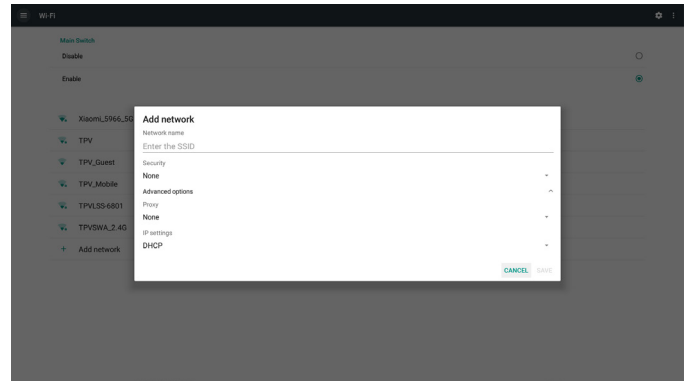 Wi-Fi
Main Switch
Disable
Enable
Xiaomi_5966_5G
TPV
TPV_Guest
TPV_Mobile
TPVLSS-6801
TPVSWA_2.4G
+ Add network
Add network
Network name
Enter the SSID
Security
None
Advanced options
Proxy
None
IP settings
DHCP
CANCEL SAVE